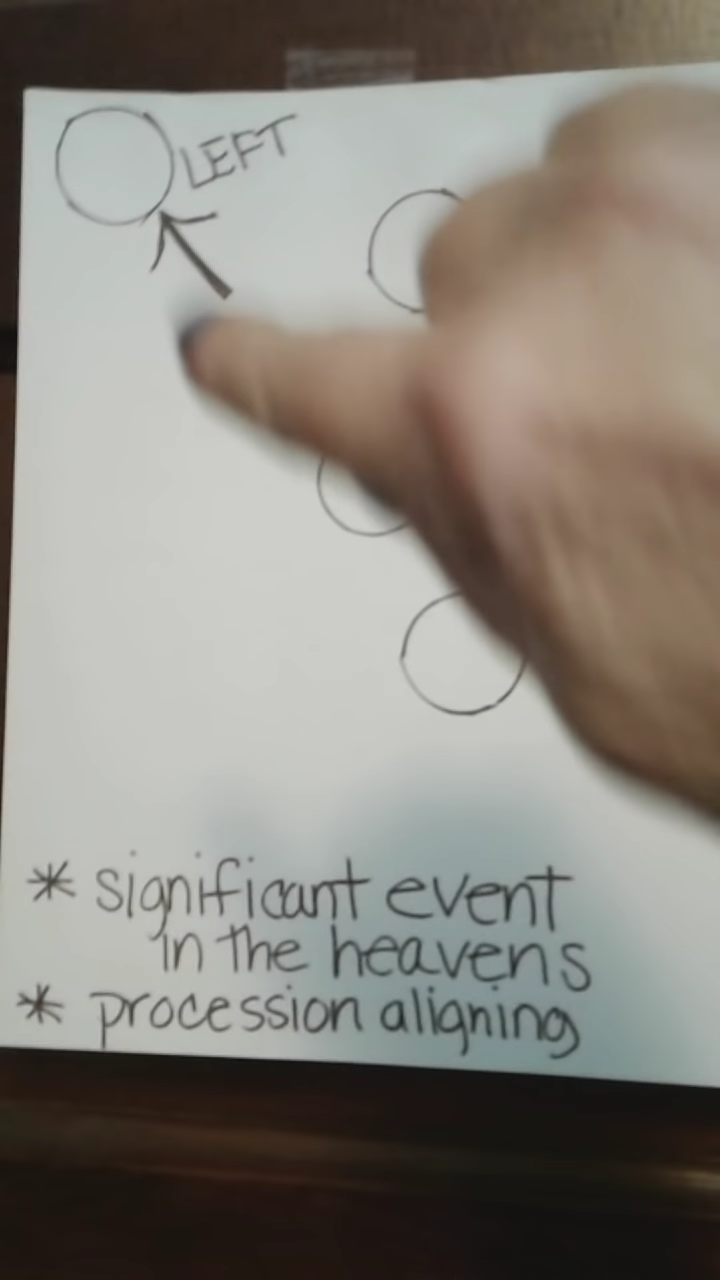 LEFT
* significant event
in the heavens
* procession aligning